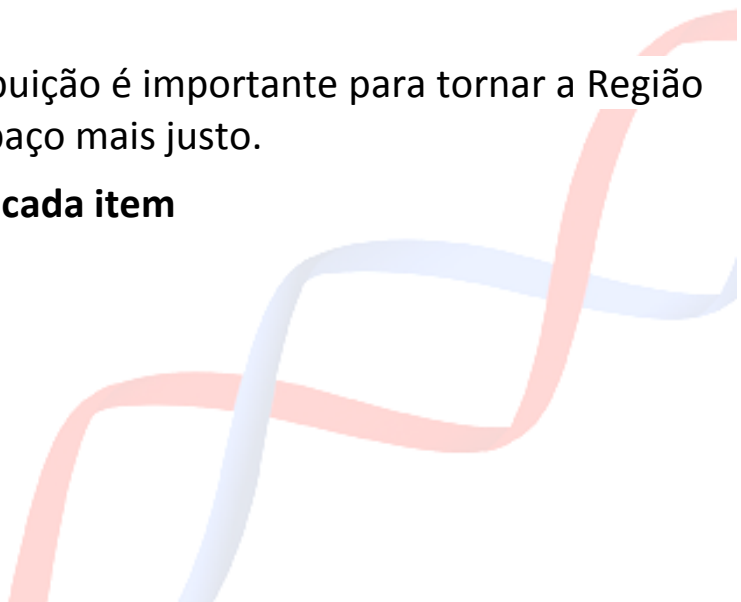 buição é importante para tornar a Região
paço mais justo.
cada item